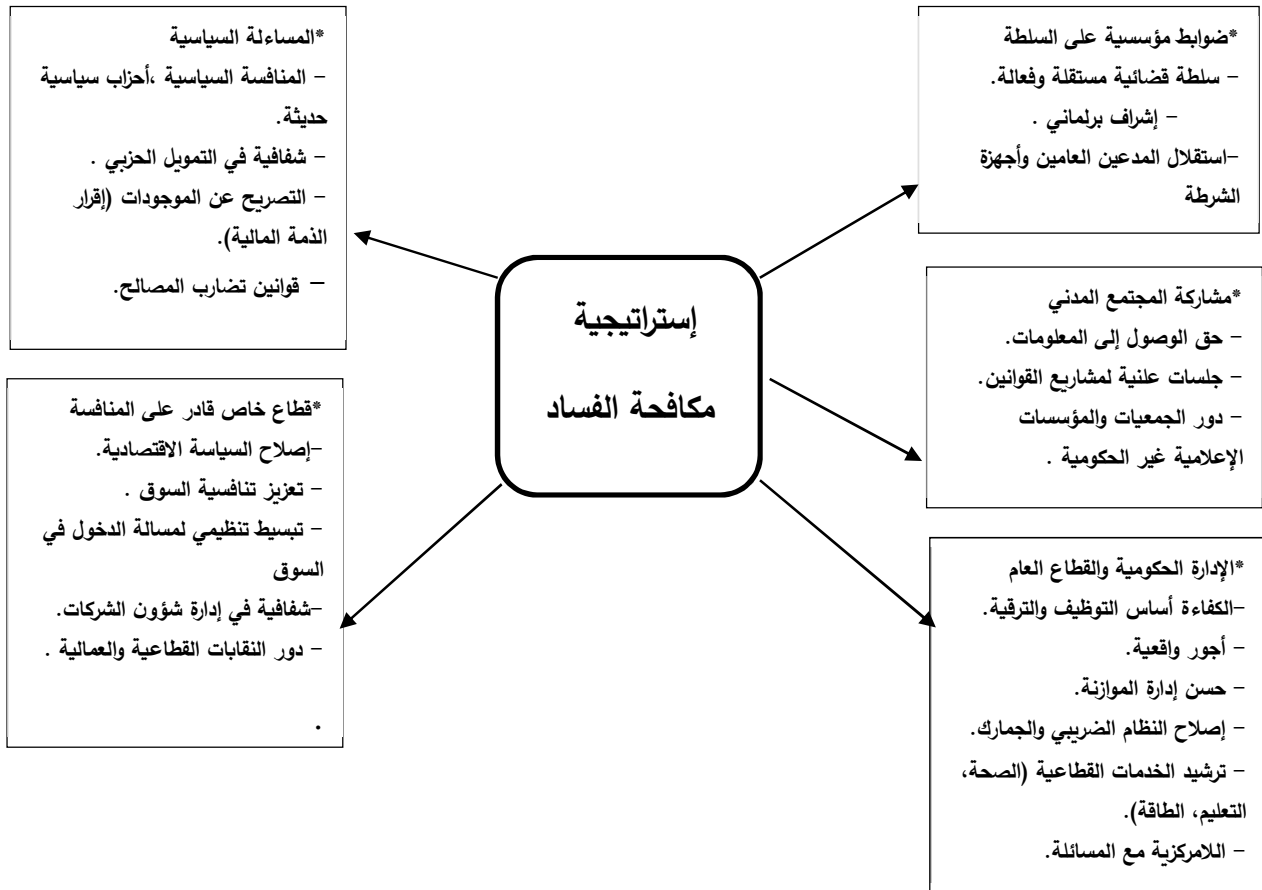 *ضوابط مؤسسية على السلطة
– سلطة قضائية مستقلة وفعالة.
– إشراف برلماني .
–استقلال المدعين العامين وأجهزة
الشرطة
*المساءلة السياسية
– المنافسة السياسية ،أحزاب سياسية
حديثة.
– شفافية في التمويل الحزبي .
– التصريح عن الموجودات (إقرار
الذمة المالية).
– قوانين تضارب المصالح.
إستراتيجية
مكافحة الفساد
*مشاركة المجتمع المدني
– حق الوصول إلى المعلومات.
– جلسات علنية لمشاريع القوانين.
– دور الجمعيات والمؤسسات
الإعلامية غير الحكومية .
*قطاع خاص قادر على المنافسة
–إصلاح السياسة الاقتصادية.
– تعزيز تنافسية السوق .
– تبسيط تنظيمي لمسالة الدخول في
السوق
–شفافية في إدارة شؤون الشركات.
– دور النقابات القطاعية والعمالية .
.
*الإدارة الحكومية والقطاع العام
–الكفاءة أساس التوظيف والترقية.
– أجور واقعية.
– حسن إدارة الموازنة.
– إصلاح النظام الضريبي والجمارك.
– ترشيد الخدمات القطاعية (الصحة،
التعليم، الطاقة).
– اللامركزية مع المسائلة.